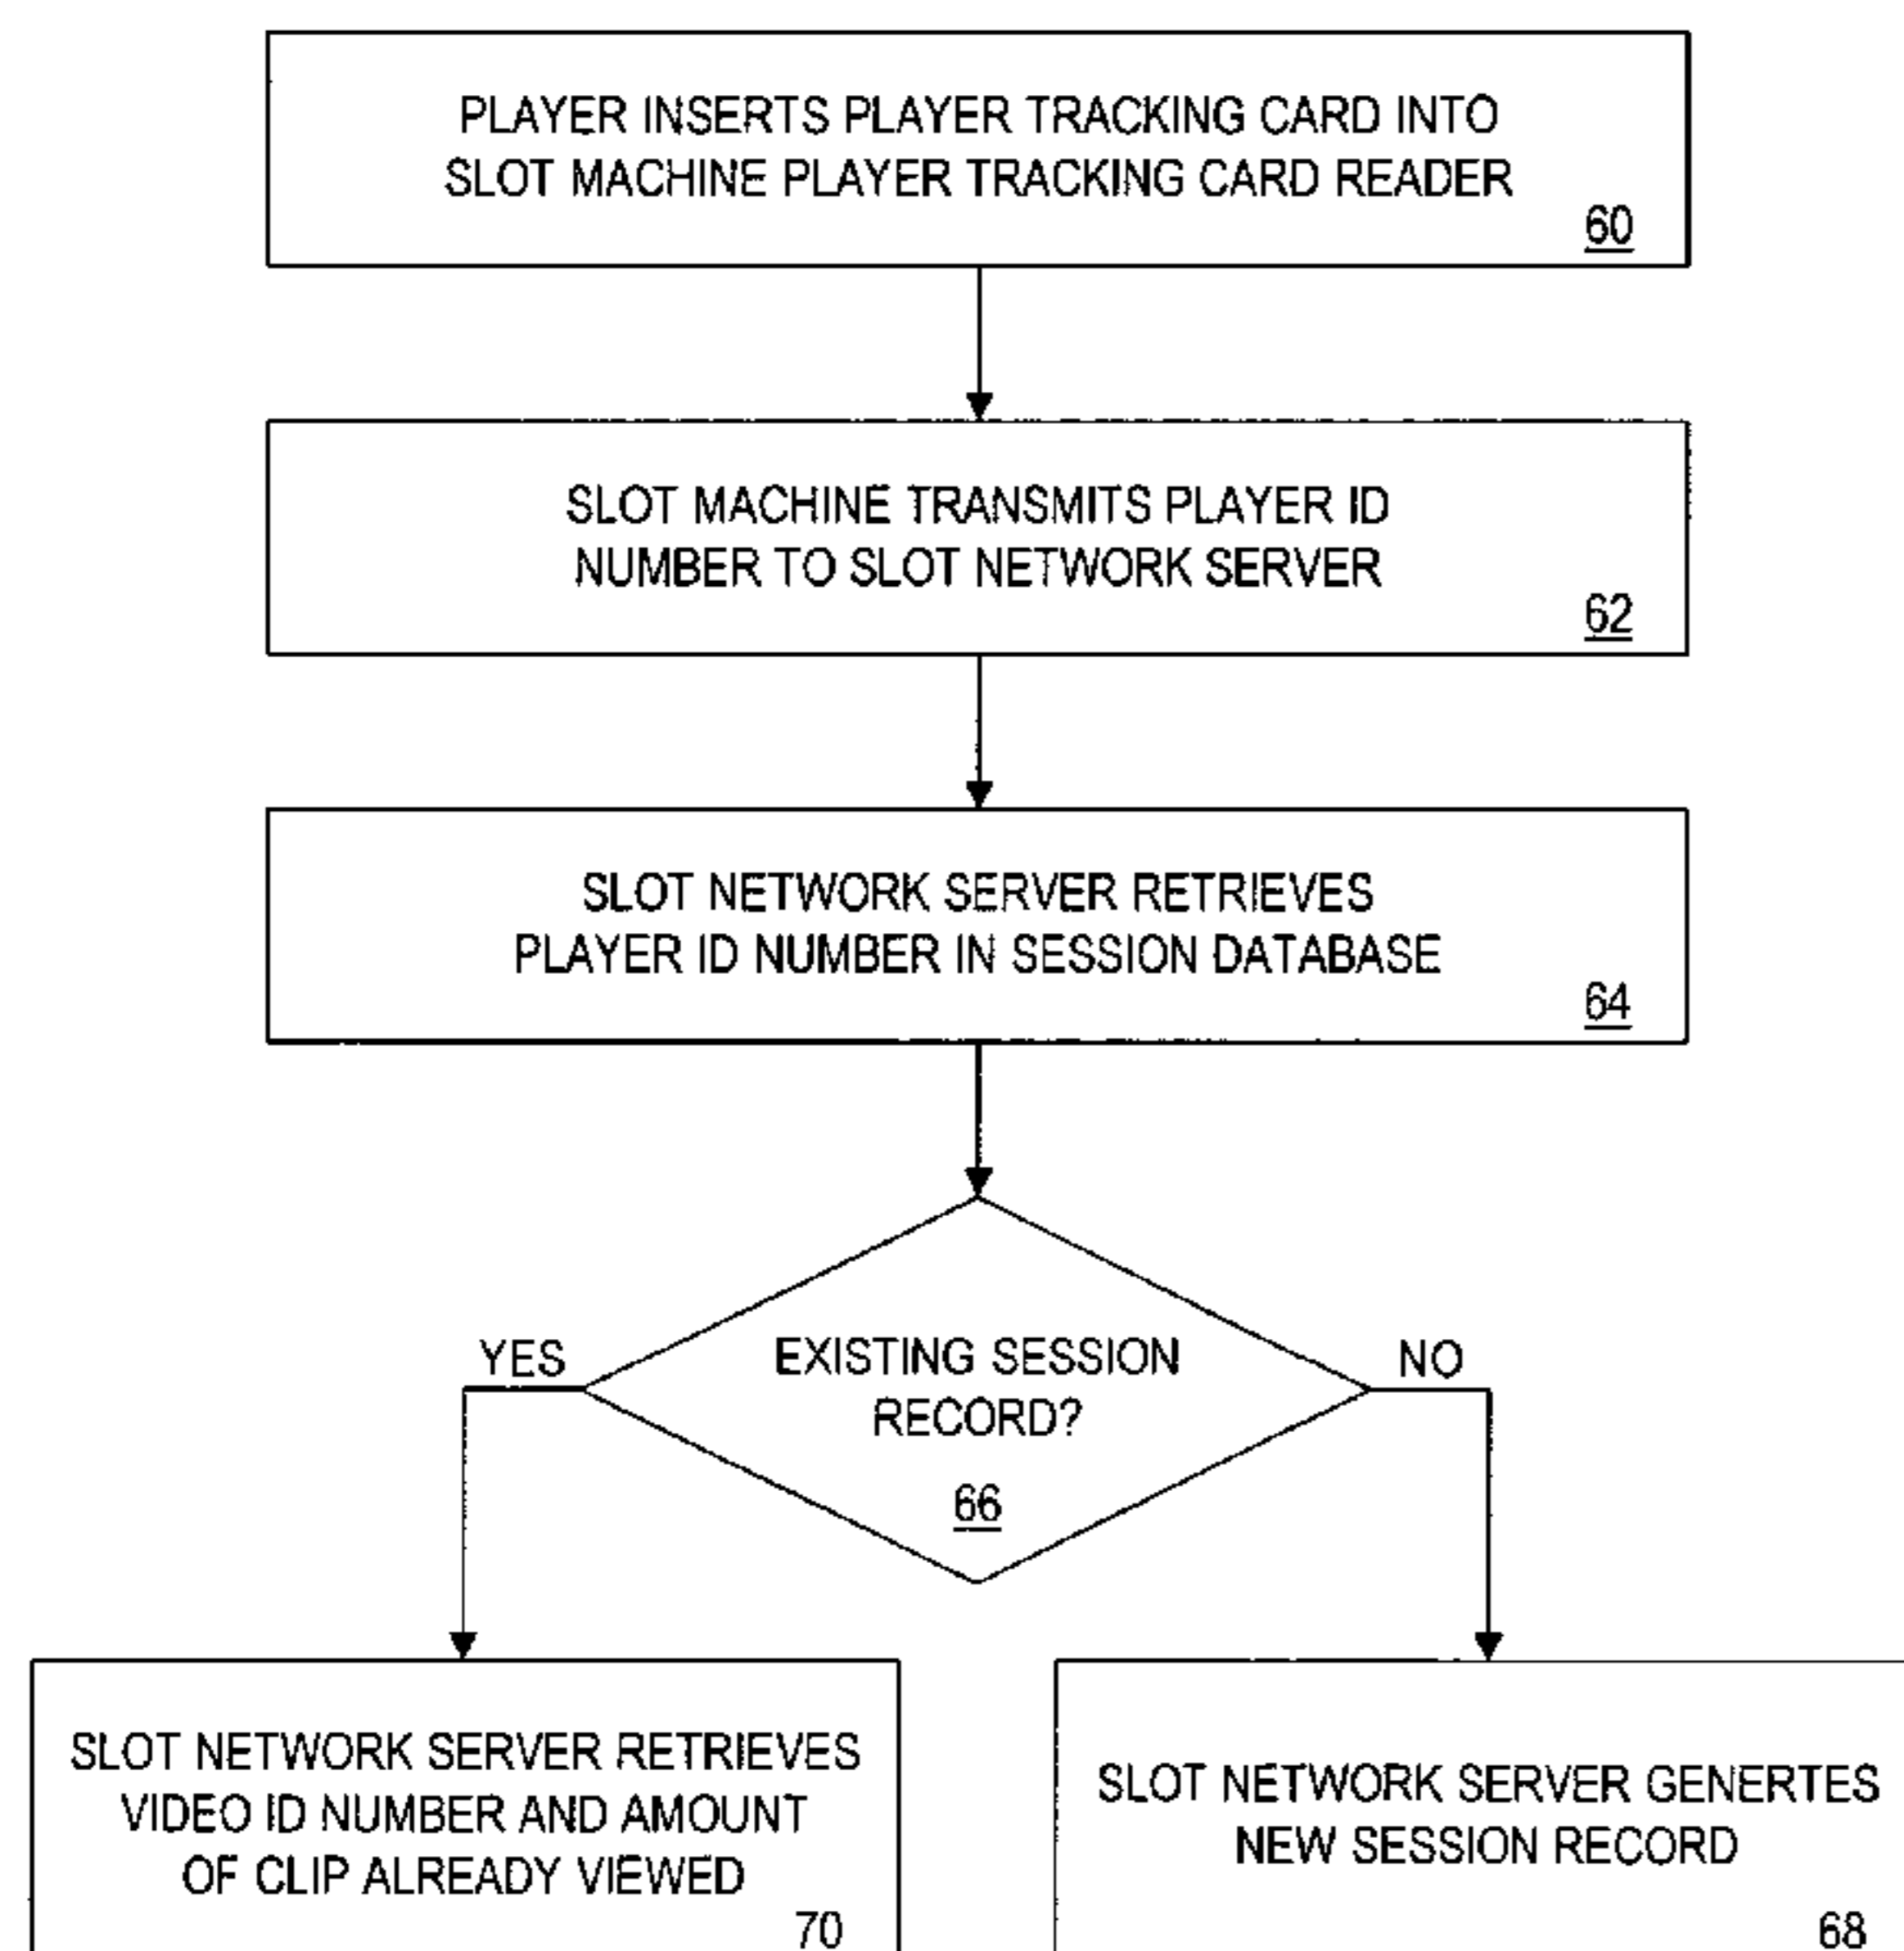 PLAYER INSERTS PLAYER TRACKING CARD INTO
SLOT MACHINE PLAYER TRACKING CARD READER
60
SLOT MACHINE TRANSMITS PLAYER ID
NUMBER TO SLOT NETWORK SERVER
62
SLOT NETWORK SERVER RETRIEVES
PLAYER ID NUMBER IN SESSION DATABASE
64
YES
EXISTING SESSION
RECORD?
66
NO
SLOT NETWORK SERVER RETRIEVES
VIDEO ID NUMBER AND AMOUNT
OF CLIP ALREADY VIEWED
70
SLOT NETWORK SERVER GENERTES
NEW SESSION RECORD
68